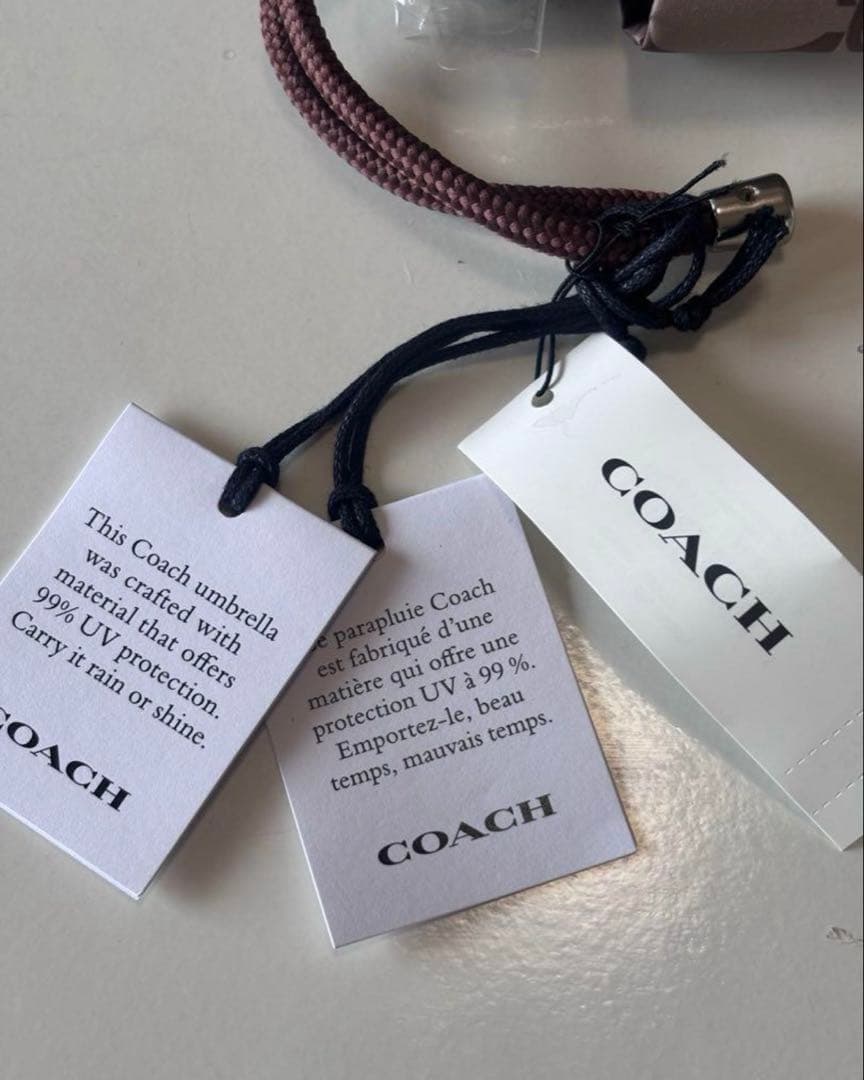 This Coach umbrella
was crafted with
material that offers
99% UV protection.
Carry it rain or shine.
COACH
parapluie Coach
est fabriqué d'une
matière qui offre une
protection UV à 99 %.
Emportez-le, beau
temps, mauvais temps.
COACH
COACH